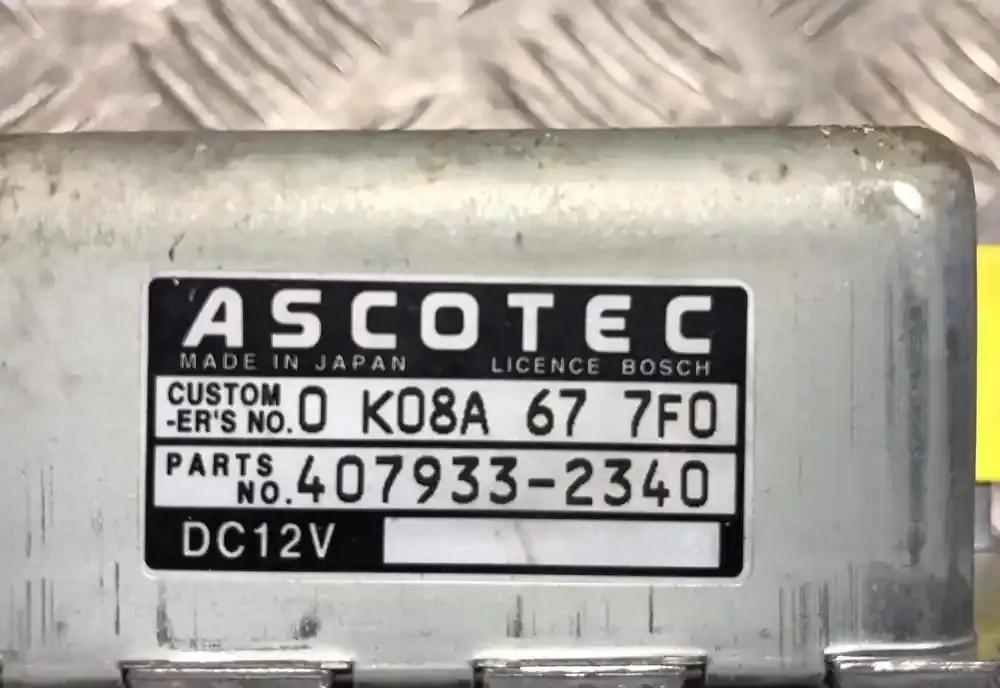 ASCOTEC
MADE IN JAPAN LICENCE BOSCH
CUSTOM
-ER'S NO. 0 K08A 67 7F0
PARTS
NO. 407933-2340
DC12V